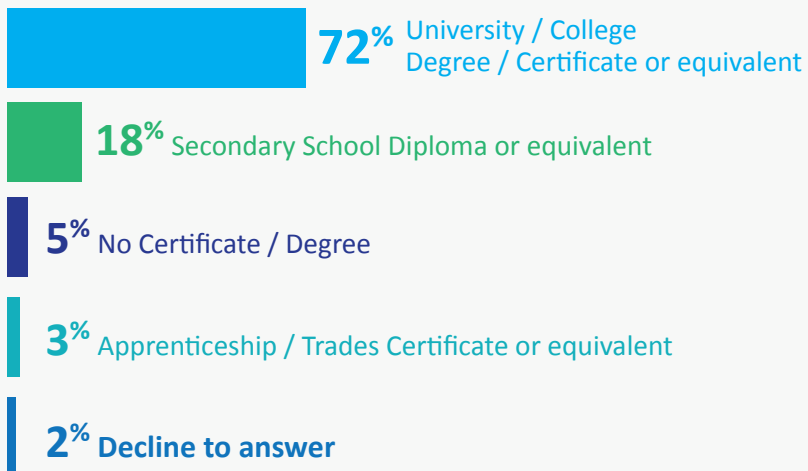 72% University / College
Degree / Certificate or equivalent
18% Secondary School Diploma or equivalent
5% No Certificate / Degree
3% Apprenticeship / Trades Certificate or equivalent
2% Decline to answer